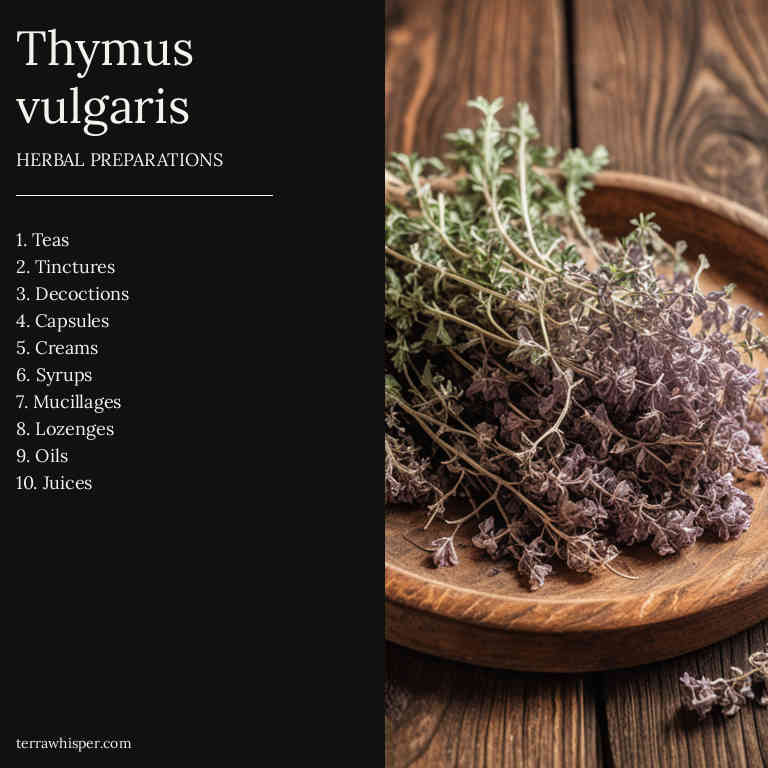 Thymus
vulgaris
HERBAL PREPARATIONS
1. Teas
2. Tinctures
3. Decoctions
4. Capsules
5. Creams
6. Syrups
7. Mucillages
8. Lozenges
9. Oils
10. Juices
terrawhisper.com